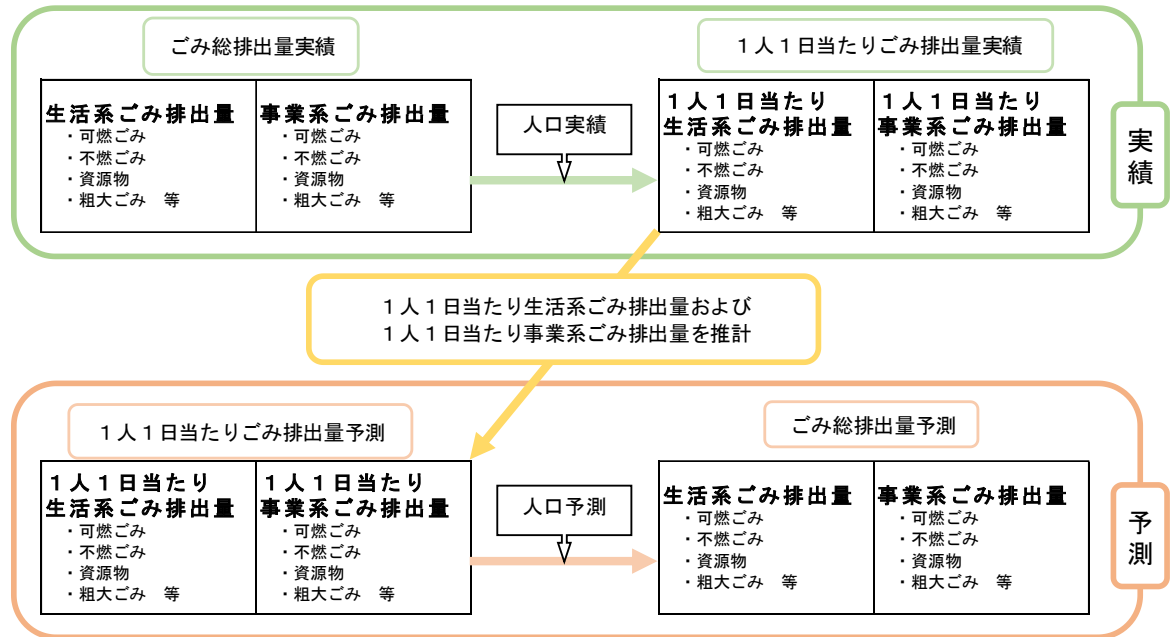 ごみ総排出量実績
生活系ごみ排出量
・可燃ごみ
・不燃ごみ
・資源物
・粗大ごみ　等
事業系ごみ排出量
・可燃ごみ
・不燃ごみ
・資源物
・粗大ごみ　等
人口実績
１人１日当たりごみ排出量実績
１人１日当たり
生活系ごみ排出量
・可燃ごみ
・不燃ごみ
・資源物
・粗大ごみ　等
１人１日当たり
事業系ごみ排出量
・可燃ごみ
・不燃ごみ
・資源物
・粗大ごみ　等
実績
１人１日当たり生活系ごみ排出量および
１人１日当たり事業系ごみ排出量を推計
１人１日当たりごみ排出量予測
１人１日当たり
生活系ごみ排出量
・可燃ごみ
・不燃ごみ
・資源物
・粗大ごみ　等
１人１日当たり
事業系ごみ排出量
・可燃ごみ
・不燃ごみ
・資源物
・粗大ごみ　等
人口予測
ごみ総排出量予測
生活系ごみ排出量
・可燃ごみ
・不燃ごみ
・資源物
・粗大ごみ　等
事業系ごみ排出量
・可燃ごみ
・不燃ごみ
・資源物
・粗大ごみ　等
予測